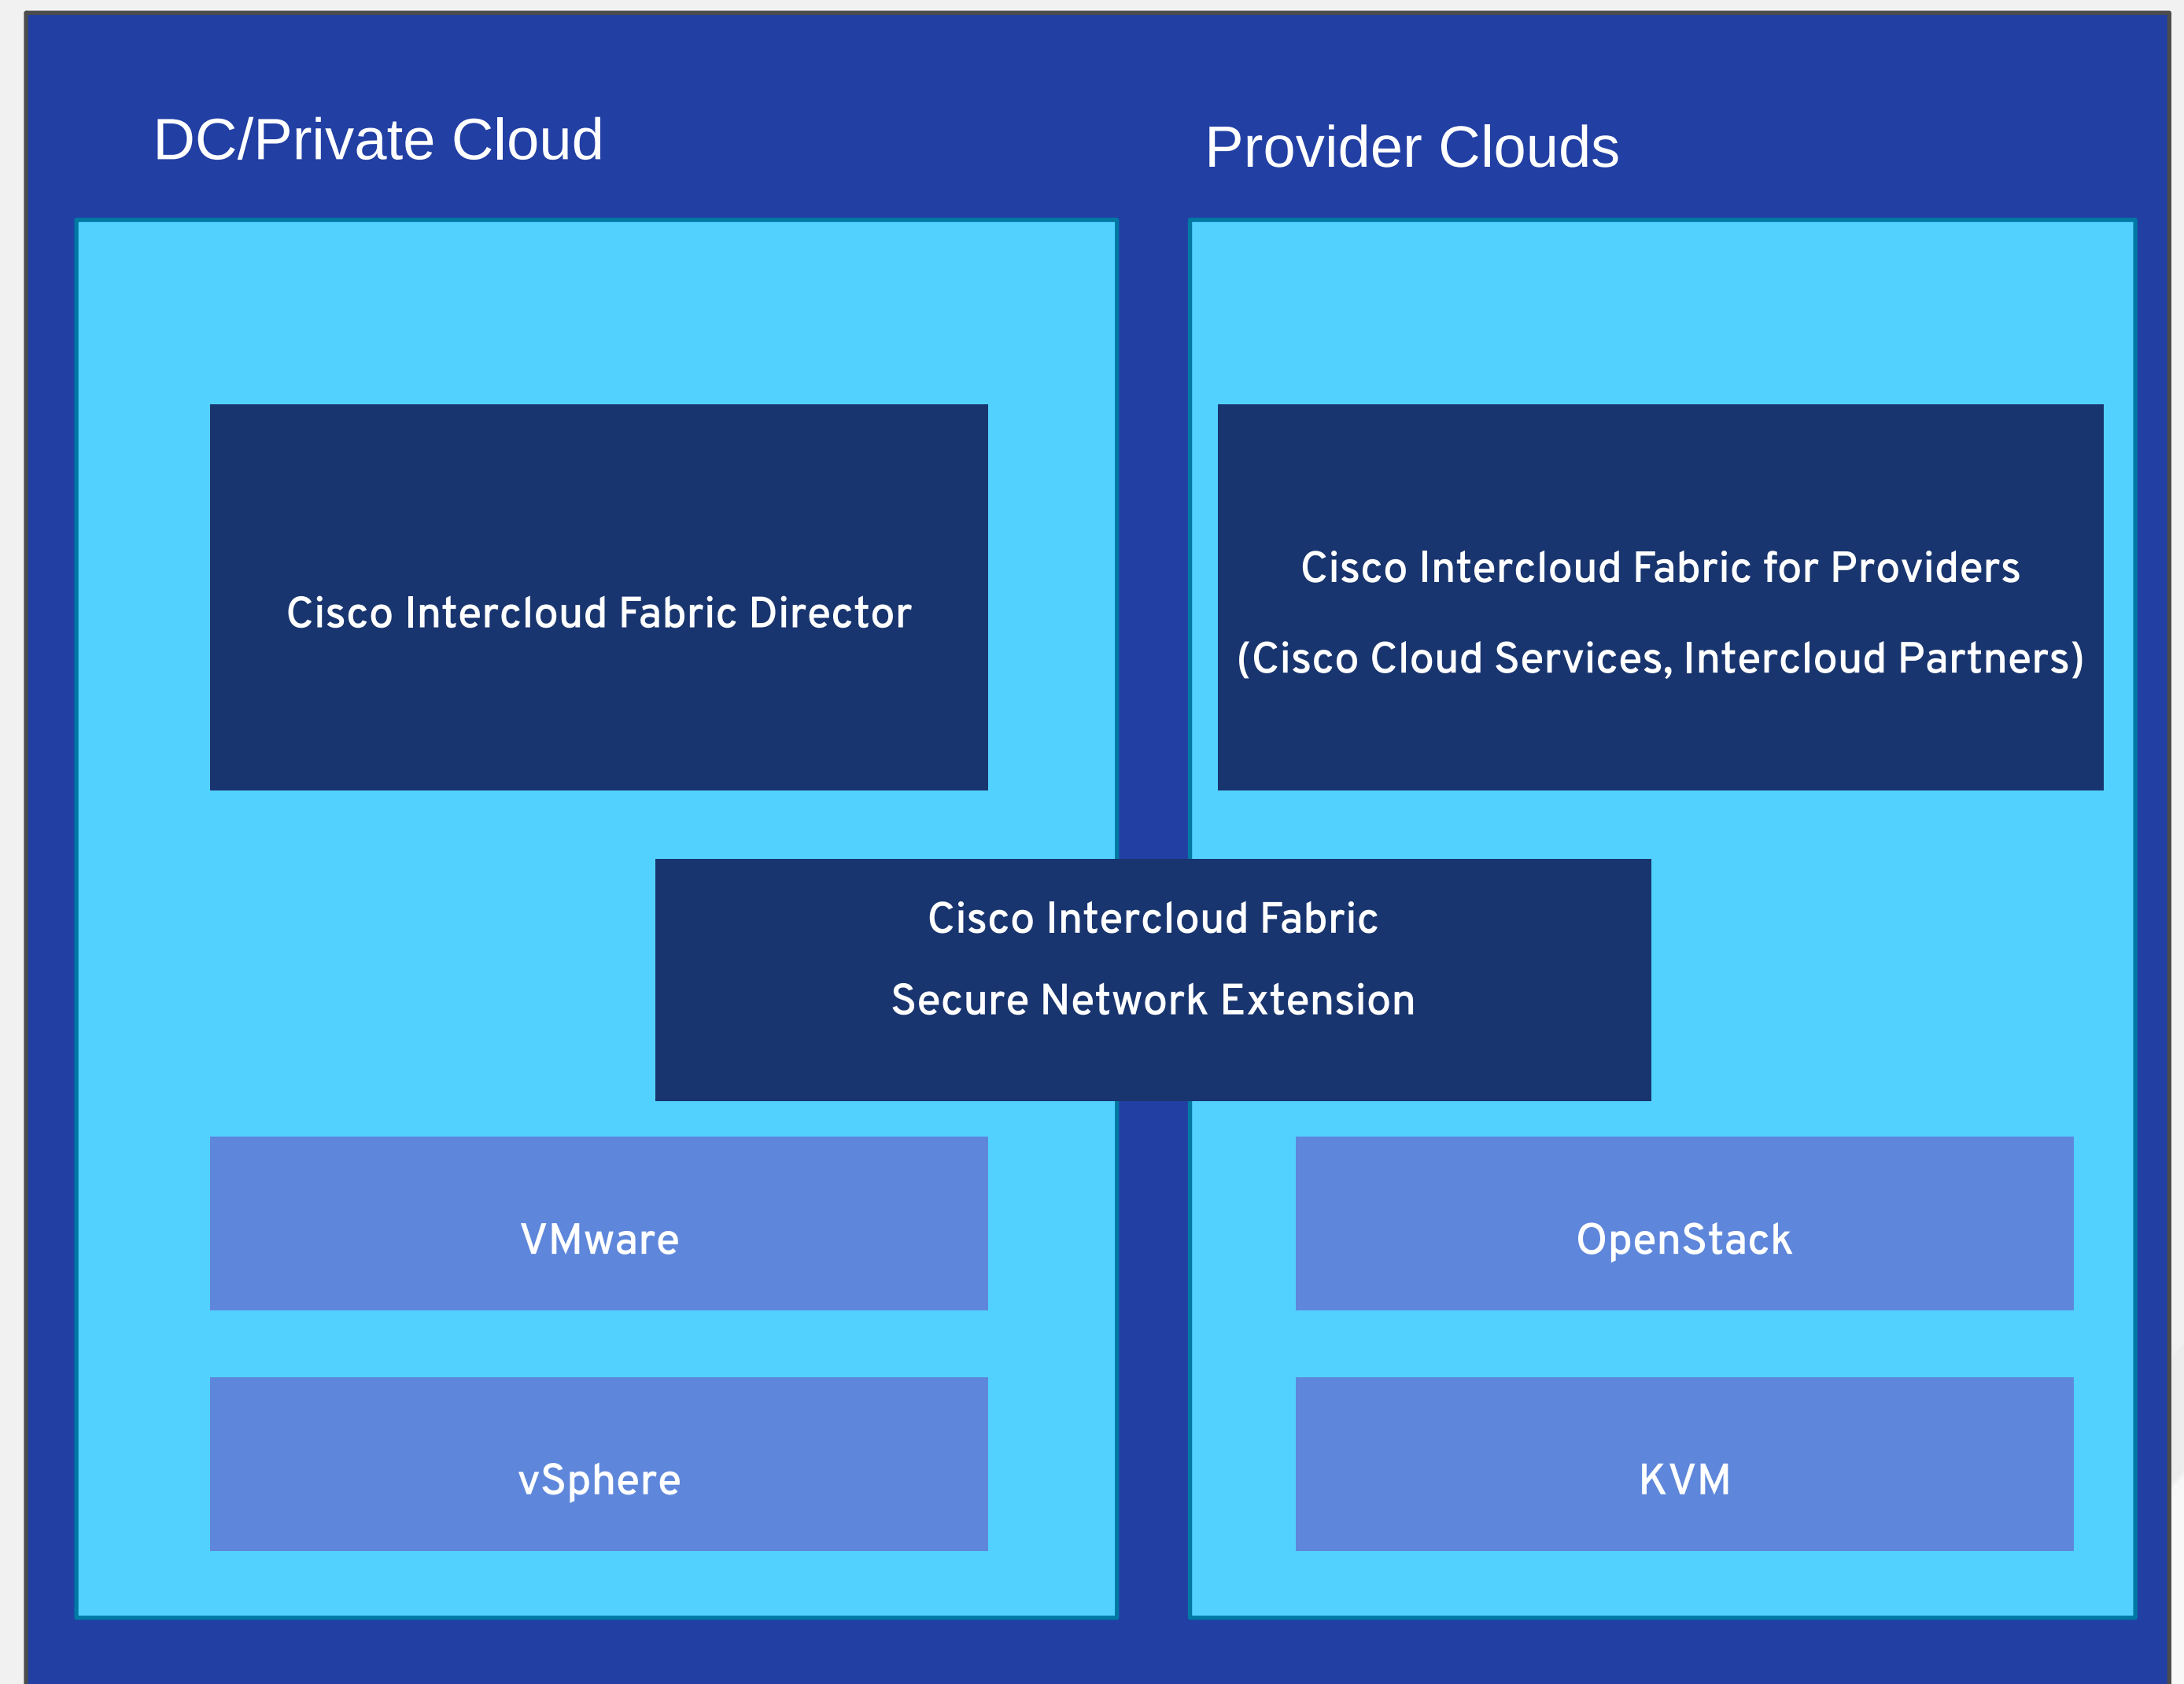 DC/Private Cloud
Provider Clouds
Cisco Intercloud Fabric Director
Cisco Intercloud Fabric for Providers
(Cisco Cloud Services, Intercloud Partners)
Cisco Intercloud Fabric
Secure Network Extension
VMware
OpenStack
vSphere
KVM